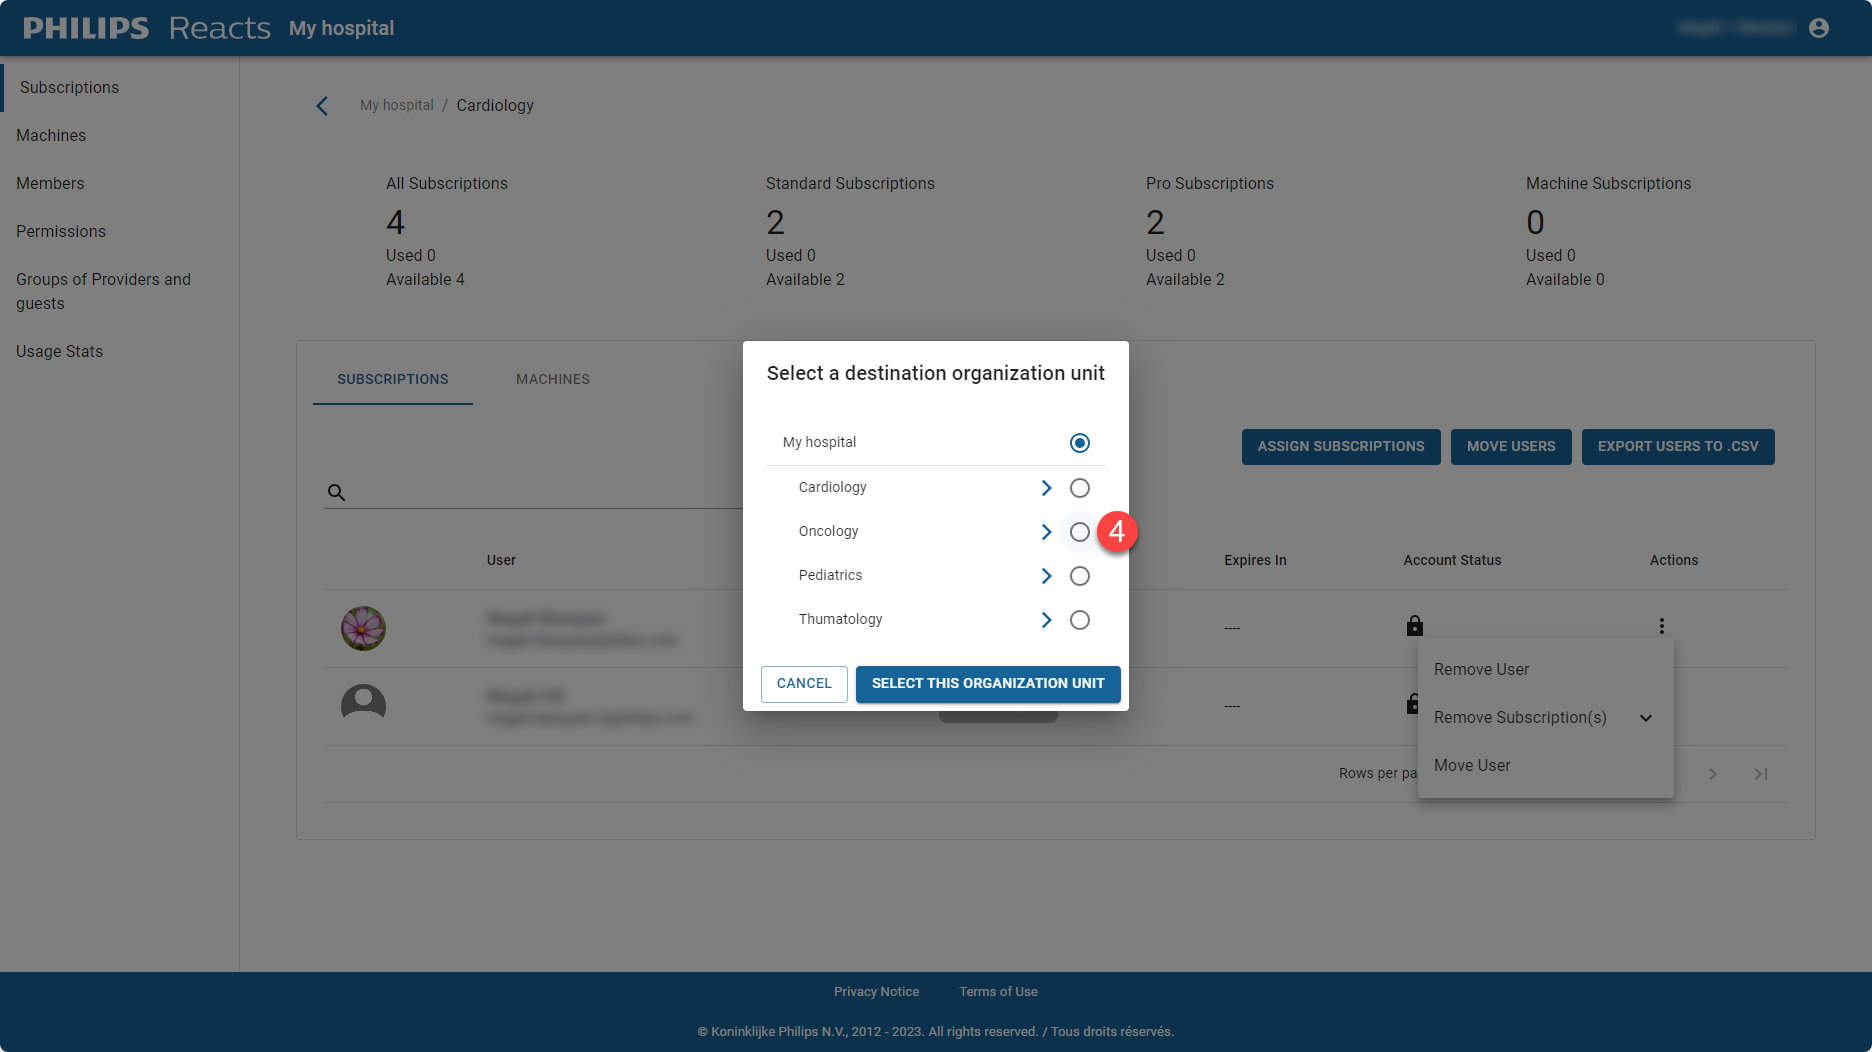 PHILIPS Reacts My hospital
Subscriptions
Machines
Members
Permissions
Groups of Providers and
guests
Usage Stats
My hospital / Cardiology
All Subscriptions
4
Used 0
Available 4
Standard Subscriptions
2
Used 0
Available 2
Pro Subscriptions
2
Used 0
Available 2
Machine Subscriptions
0
Used 0
Available 0
SUBSCRIPTIONS MACHINES
ASSIGN SUBSCRIPTIONS MOVE USERS EXPORT USERS TO .CSV
User Expires In Account Status Actions
----
----
Rows per pa
Remove User
Remove Subscription(s)
Move User
Select a destination organization unit
My hospital
Cardiology
Oncology 4
Pediatrics
Thumatology
CANCEL SELECT THIS ORGANIZATION UNIT
Privacy Notice Terms of Use
© Koninklijke Philips N.V., 2012 - 2023. All rights reserved. / Tous droits réservés.